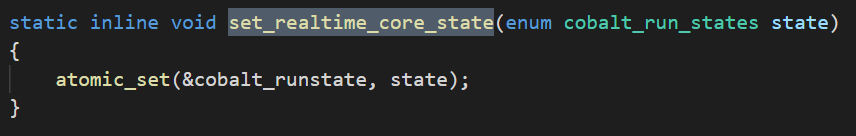 static inline void set_realtime_core_state(enum cobalt_run_states state)
{
    atomic_set(&cobalt_runstate, state);
}